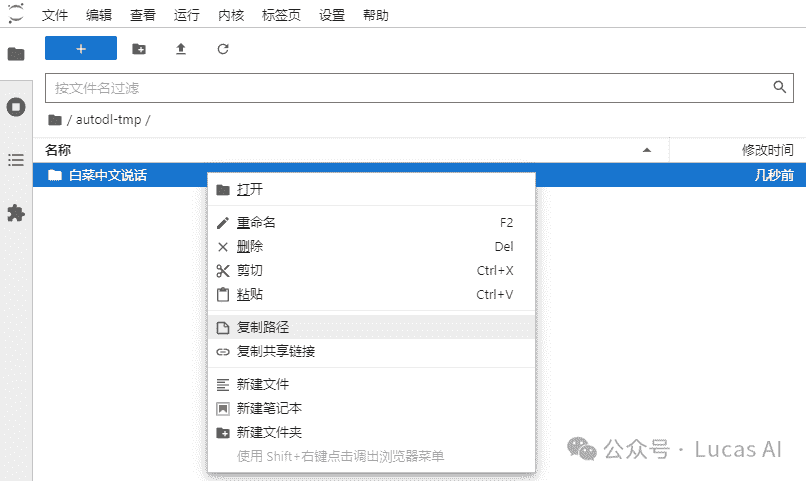 文件 编辑 查看 运行 内核 标签页 设置 帮助
+
按文件名过滤
/ autodl-tmp /
名称 修改时间
白菜中文说话 几秒前
打开
重命名 F2
删除 Del
剪切 Ctrl+X
粘贴 Ctrl+V
复制路径
复制共享链接
新建文件
新建笔记本
新建文件夹
使用 Shift+右键点击调出浏览器菜单
公众号 · Lucas AI